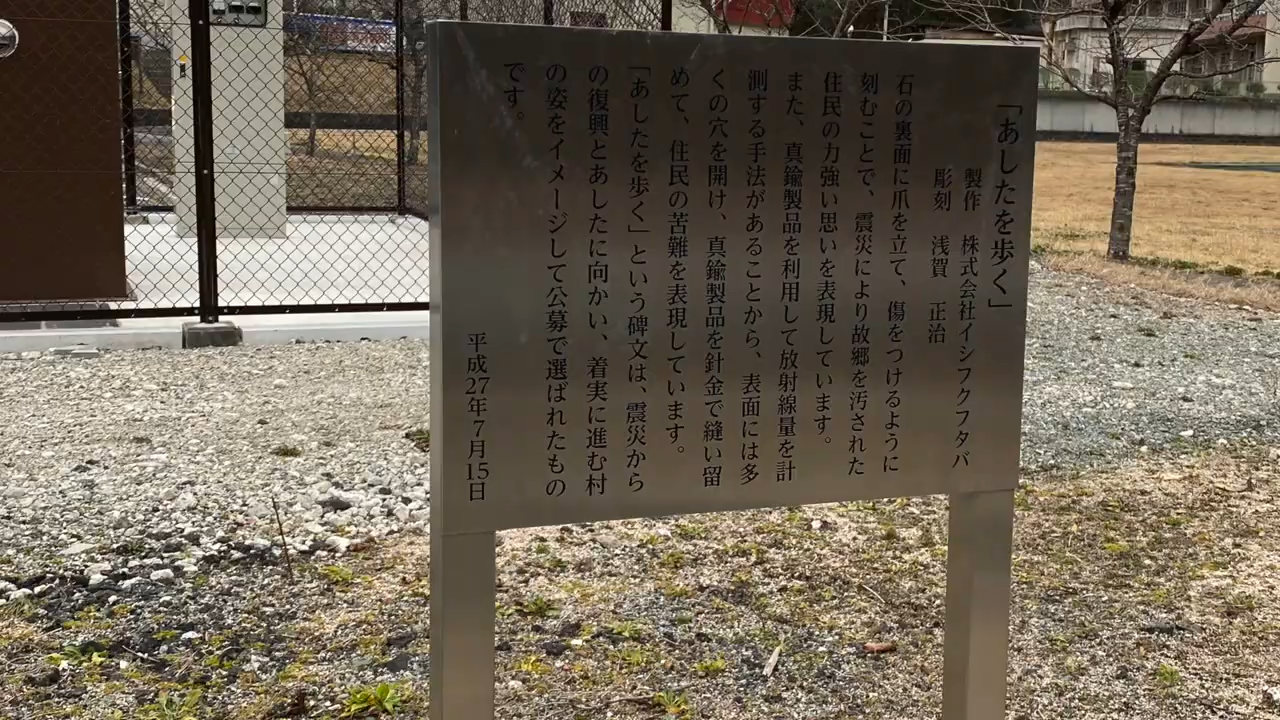 「あしたを歩く」
製作　株式会社イシフクフタバ
彫刻　浅賀　正治
石の裏面に爪を立て、傷をつけるように
刻むことで、震災により故郷を汚された
住民の力強い思いを表現しています。
また、真鍮製品を利用して放射線量を計
測する手法があることから、表面には多
くの穴を開け、真鍮製品を針金で縫い留
めて、住民の苦難を表現しています。
「あしたを歩く」という碑文は、震災から
の復興とあしたに向かい、着実に進む村
の姿をイメージして公募で選ばれたもの
です。
平成27年7月15日